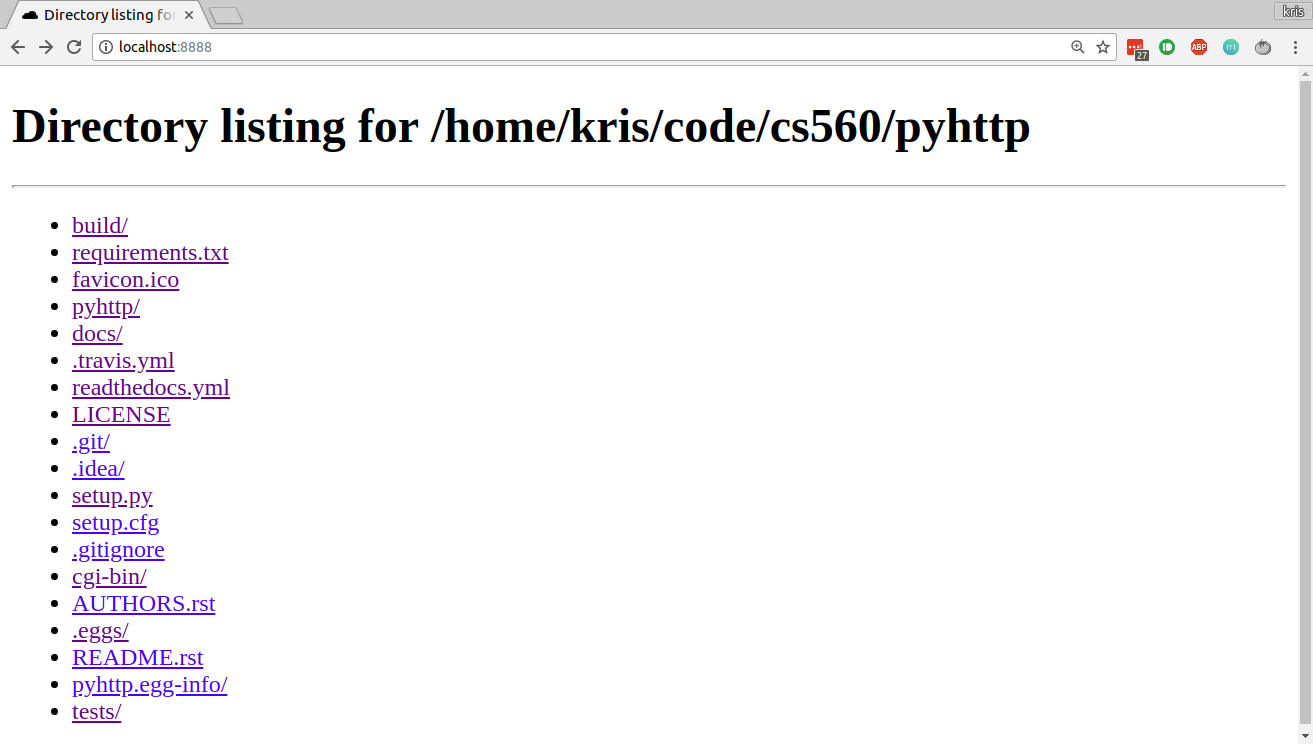 Directory listing for
kris
localhost:8888
27
ABP
Directory listing for /home/kris/code/cs560/pyhttp
build/
requirements.txt
favicon.ico
pyhttp/
docs/
.travis.yml
readthedocs.yml
LICENSE
.git/
.idea/
setup.py
setup.cfg
.gitignore
cgi-bin/
AUTHORS.rst
.eggs/
README.rst
pyhttp.egg-info/
tests/